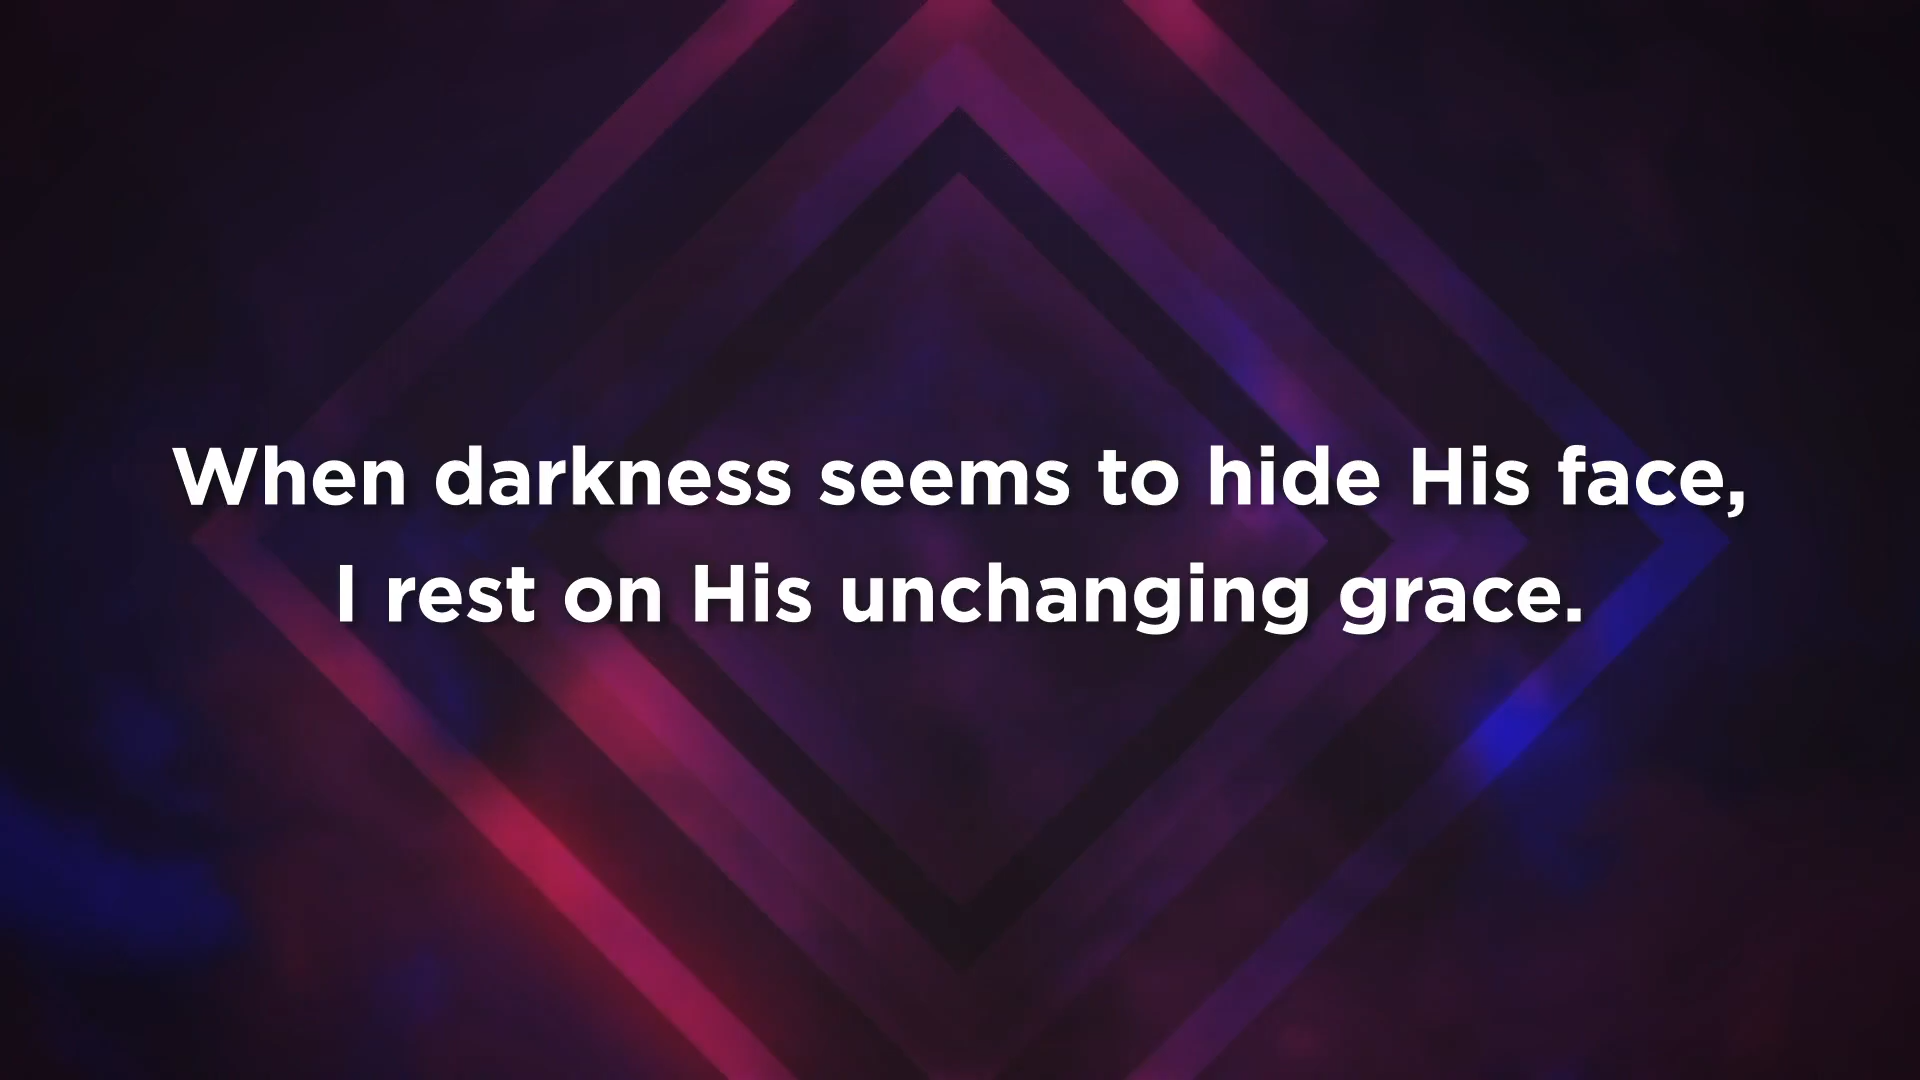 When darkness seems to hide His face,
I rest on His unchanging grace.